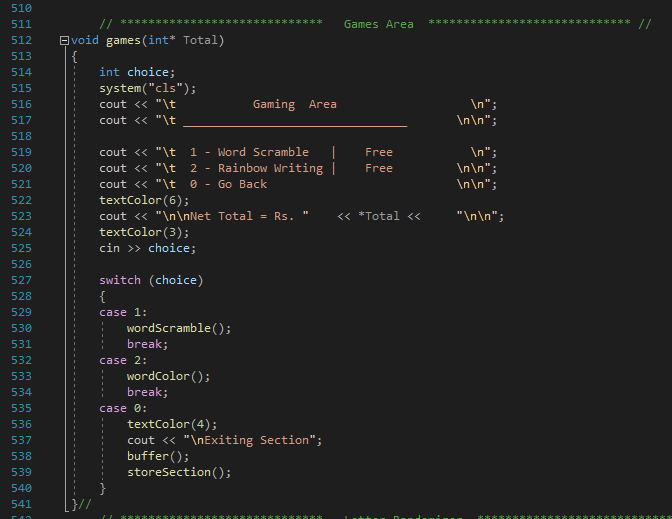 510
511 // ***************************** Games Area ***************************** //
512 void games(int* Total)
513 {
514 int choice;
515 system("cls");
516 cout << "\t Gaming Area \n";
517 cout << "\t ________________________________ \n\n";
518
519 cout << "\t 1 - Word Scramble | Free \n";
520 cout << "\t 2 - Rainbow Writing | Free \n\n";
521 cout << "\t 0 - Go Back \n\n";
522 textColor(6);
523 cout << "\n\nNet Total = Rs. " << *Total << "\n\n";
524 textColor(3);
525 cin >> choice;
526
527 switch (choice)
528 {
529 case 1:
530 wordScramble();
531 break;
532 case 2:
533 wordColor();
534 break;
535 case 0:
536 textColor(4);
537 cout << "\nExiting Section";
538 buffer();
539 storeSection();
540 }
541 }//